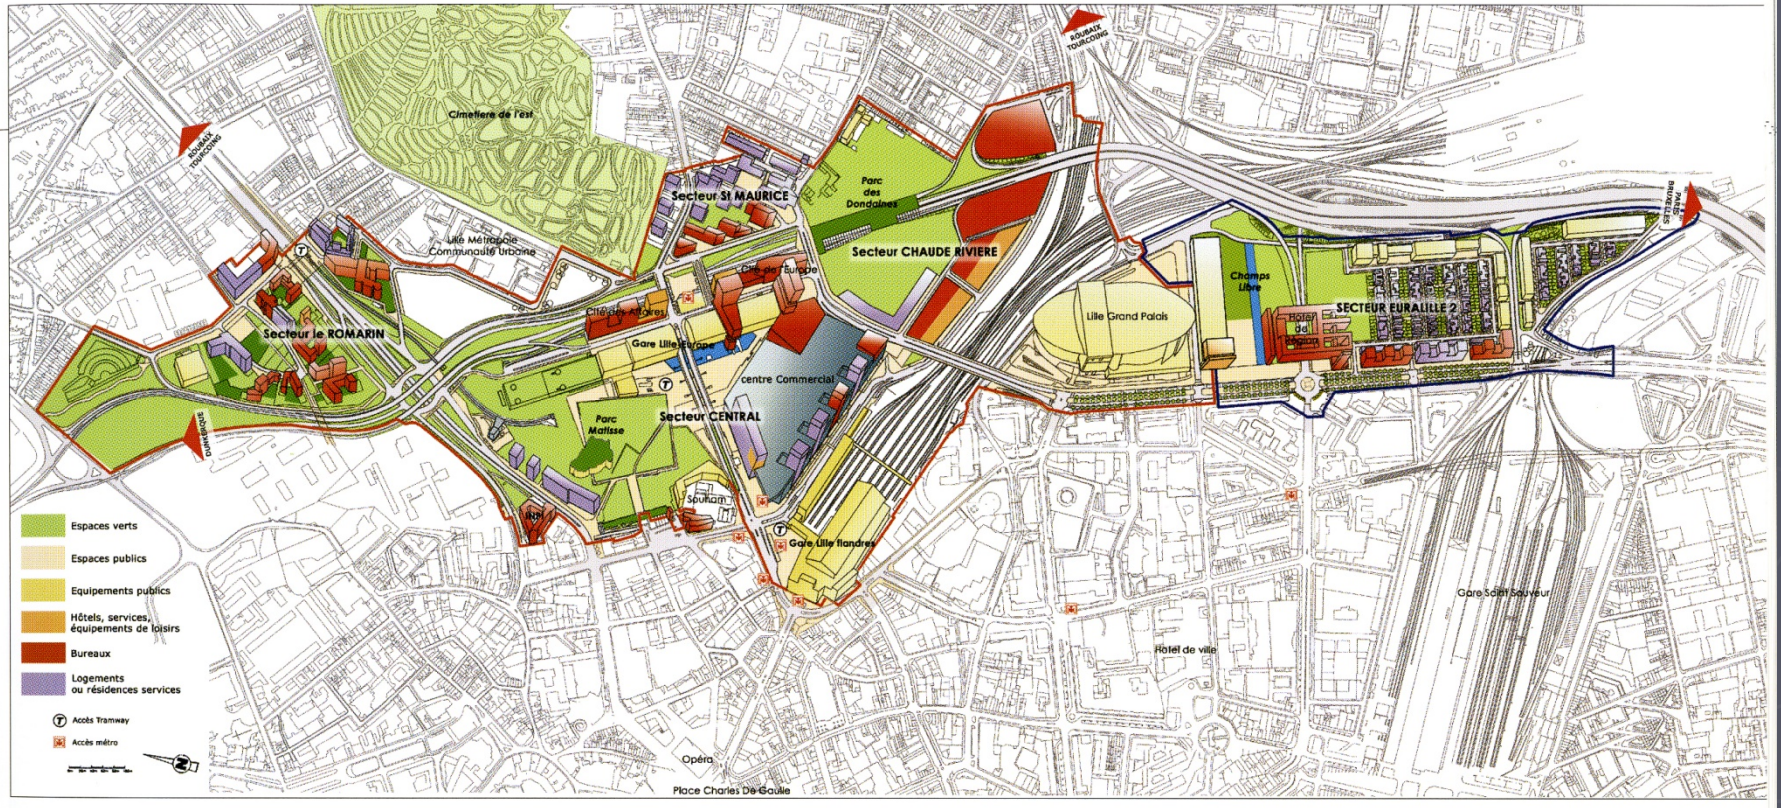 ROUBAIX
TOURCOING
Cimetiere de l'est
ROUBAIX
TOURCOING
Secteur St MAURICE
Parc
des
Dondaines
PARIS
BRUXELLES
Lille Métropole
Communauté Urbaine
Secteur CHAUDE RIVIERE
Cité de l'Europe
Champs
Libre
Cité des Affaires
SECTEUR EURALILLE 2
Lille Grand Palais
Hotel
de
Région
Secteur le ROMARIN
Gare Lille Europe
T
T
centre Commercial
Secteur CENTRAL
Parc
Matisse
DUNKERQUE
Souham
INPI
T
Gare Lille flandres
Gare Saint Sauveur
Hotel de ville
Opéra
Place Charles De Gaulle
Espaces verts
Espaces publics
Equipements publics
Hôtels, services,
équipements de loisirs
Bureaux
Logements
ou résidences services
T Accès Tramway
Accès métro
N